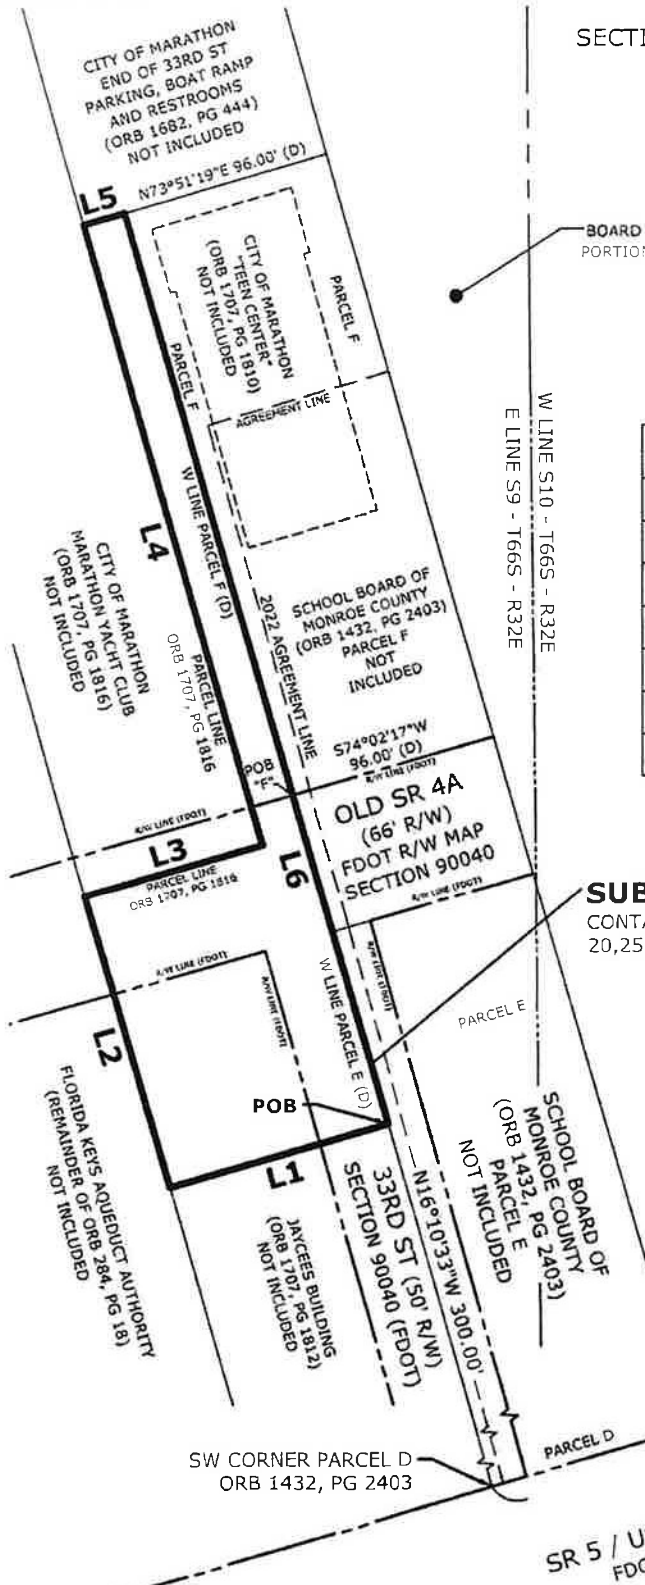 SECTI
CITY OF MARATHON
END OF 33RD ST
PARKING, BOAT RAMP
AND RESTROOMS
(ORB 1682, PG 444)
NOT INCLUDED
L5
N73°51'19"E 96.00' (D)
BOARD
PORTION
CITY OF MARATHON
"TEEN CENTER"
(ORB 1707, PG 1810)
NOT INCLUDED
PARCEL F
PARCEL F
AGREEMENT LINE
W LINE S10 - T66S - R32E
E LINE S9 - T66S - R32E
W LINE PARCEL F (D)
L4
CITY OF MARATHON
MARATHON YACHT CLUB
(ORB 1707, PG 1816)
NOT INCLUDED
2022 AGREEMENT LINE
SCHOOL BOARD OF
MONROE COUNTY
(ORB 1432, PG 2403)
PARCEL F
NOT
INCLUDED
PARCEL LINE
ORB 1707, PG 1816
S74°02'17"W
96.00' (D)
R/W LINE (FDOT)
POB
"F"
OLD SR 4A
(66' R/W)
FDOT R/W MAP
SECTION 90040
R/W LINE (FDOT)
R/W LINE (FDOT)
L3
PARCEL LINE
ORB 1707, PG 1816
L6
SUB
CONTA
20,25
R/W LINE (FDOT)
R/W LINE (FDOT)
R/W LINE (FDOT)
W LINE PARCEL E (D)
PARCEL E
L2
POB
L1
FLORIDA KEYS AQUEDUCT AUTHORITY
(REMAINDER OF ORB 284, PG 18)
NOT INCLUDED
JAYCEES BUILDING
(ORB 1707, PG 1812)
NOT INCLUDED
33RD ST (50' R/W)
SECTION 90040 (FDOT)
N16°10'33"W 300.00'
SCHOOL BOARD OF
MONROE COUNTY
(ORB 1432, PG 2403)
PARCEL E
NOT INCLUDED
SW CORNER PARCEL D
ORB 1432, PG 2403
PARCEL D
SR 5 / U
FDO